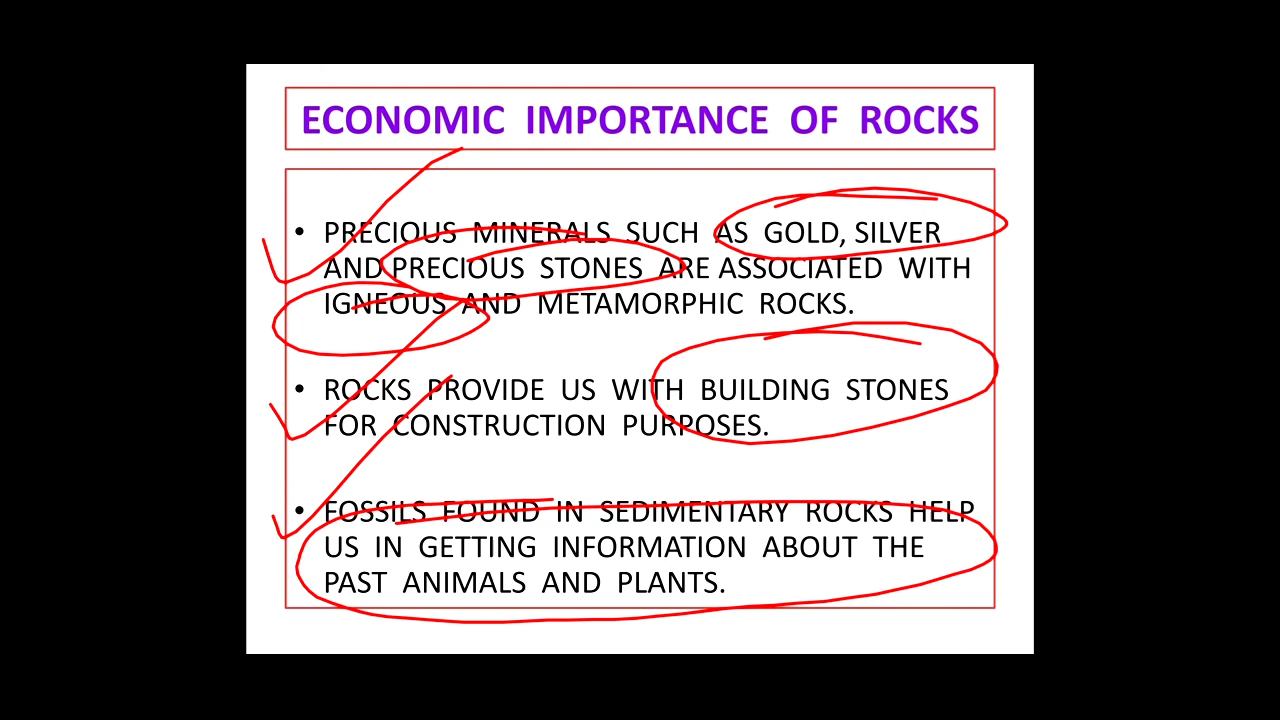 ECONOMIC IMPORTANCE OF ROCKS
• PRECIOUS MINERALS SUCH AS GOLD, SILVER
AND PRECIOUS STONES ARE ASSOCIATED WITH
IGNEOUS AND METAMORPHIC ROCKS.
• ROCKS PROVIDE US WITH BUILDING STONES
FOR CONSTRUCTION PURPOSES.
• FOSSILS FOUND IN SEDIMENTARY ROCKS HELP
US IN GETTING INFORMATION ABOUT THE
PAST ANIMALS AND PLANTS.